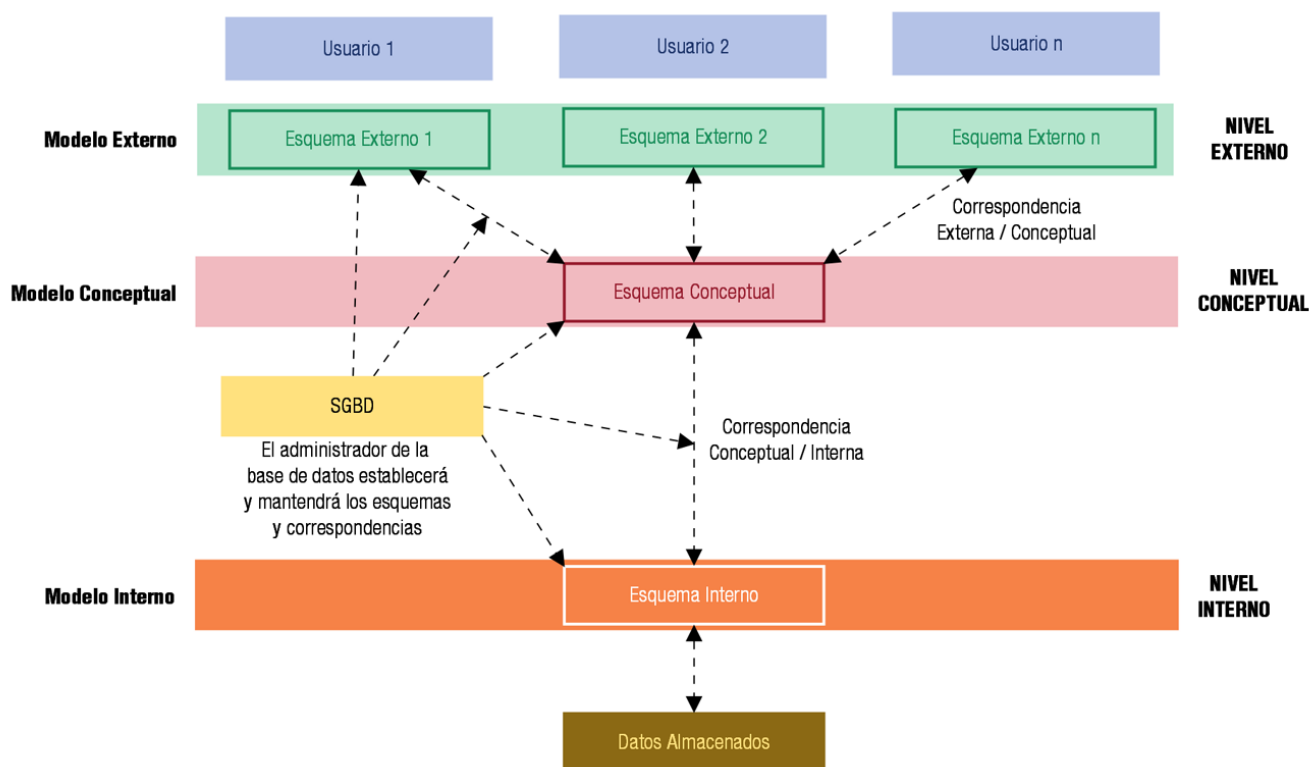 Usuario 1
Usuario 2
Usuario n
Modelo Externo
Esquema Externo 1
Esquema Externo 2
Esquema Externo n
NIVEL
EXTERNO
Correspondencia
Externa / Conceptual
Modelo Conceptual
Esquema Conceptual
NIVEL
CONCEPTUAL
SGBD
El administrador de la
base de datos establecerá
y mantendrá los esquemas
y correspondencias
Correspondencia
Conceptual / Interna
Modelo Interno
Esquema Interno
NIVEL
INTERNO
Datos Almacenados